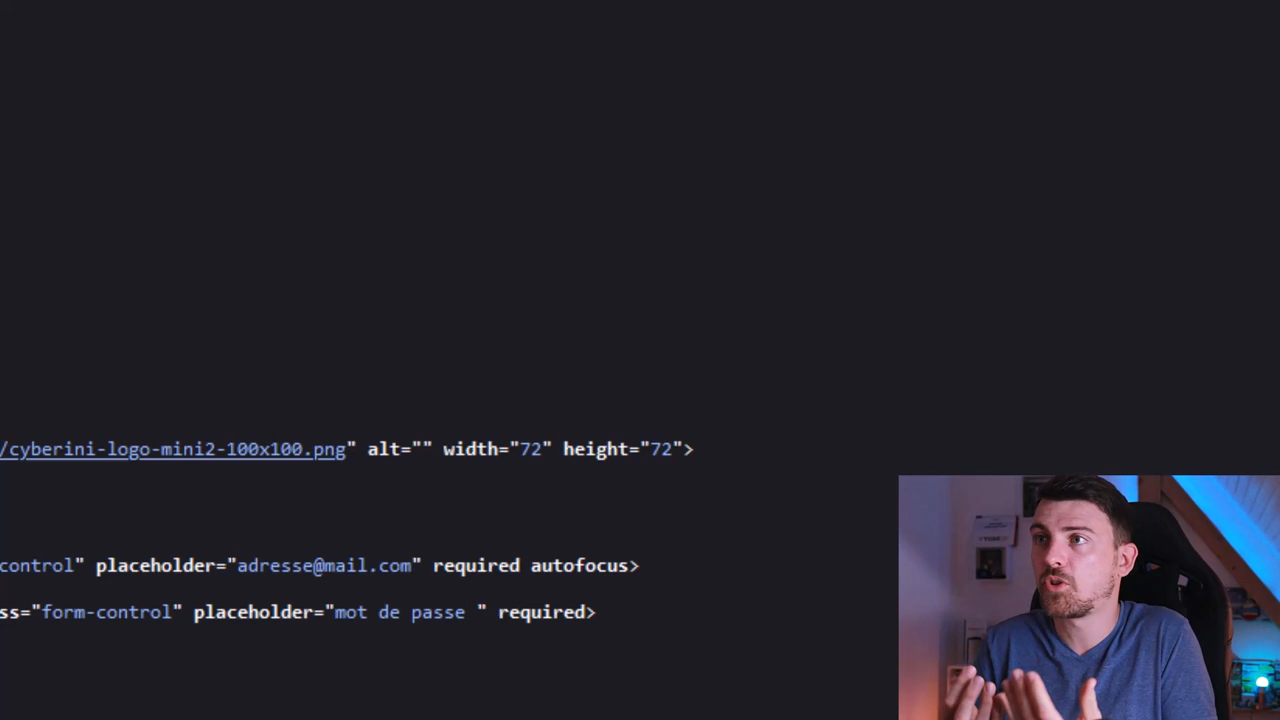 /cyberini-logo-mini2-100x100.png" alt="" width="72" height="72">
control" placeholder="adresse@mail.com" required autofocus>
ss="form-control" placeholder="mot de passe " required>